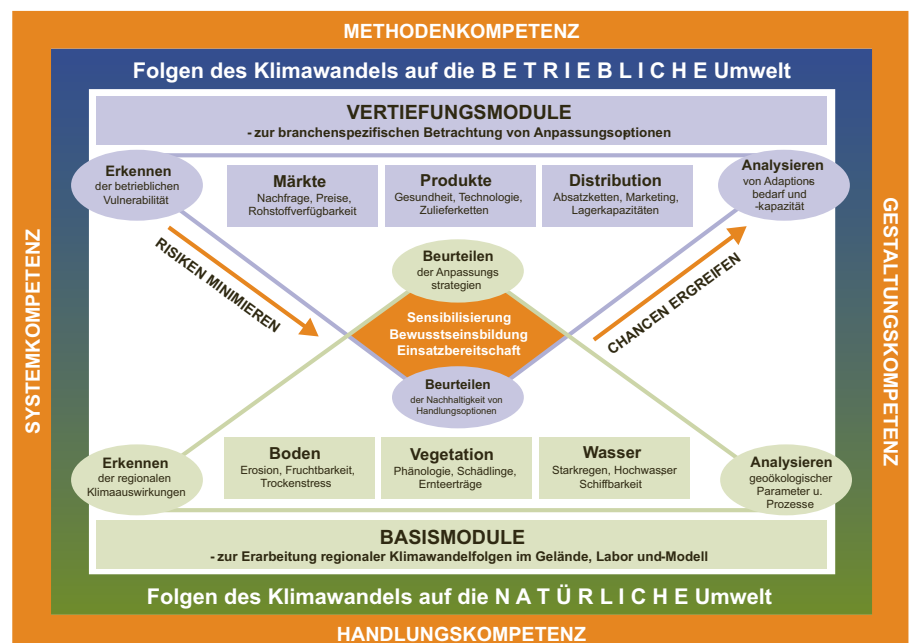 METHODENKOMPETENZ
Folgen des Klimawandels auf die B E T R I E B L I C H E Umwelt
VERTIEFUNGSMODULE
- zur branchenspezifischen Betrachtung von Anpassungsoptionen
Erkennen
der betrieblichen
Vulnerabilität
Märkte
Nachfrage, Preise,
Rohstoffverfügbarkeit
Produkte
Gesundheit, Technologie,
Zulieferketten
Distribution
Absatzketten, Marketing,
Lagerkapazitäten
Analysieren
von Adaptions-
bedarf und
-kapazität
RISIKEN MINIMIEREN
CHANCEN ERGREIFEN
Beurteilen
der Anpassungs
strategien
Sensibilisierung
Bewusstseinsbildung
Einsatzbereitschaft
Beurteilen
der Nachhaltigkeit von
Handlungsoptionen
SYSTEMKOMPETENZ
GESTALTUNGSKOMPETENZ
Erkennen
der regionalen
Klimaauswirkungen
Boden
Erosion, Fruchtbarkeit,
Trockenstress
Vegetation
Phänologie, Schädlinge,
Ernteerträge
Wasser
Starkregen, Hochwasser
Schiffbarkeit
Analysieren
geoökologischer
Parameter u.
Prozesse
BASISMODULE
- zur Erarbeitung regionaler Klimawandelfolgen im Gelände, Labor und-Modell
Folgen des Klimawandels auf die N A T Ü R L I C H E Umwelt
HANDLUNGSKOMPETENZ